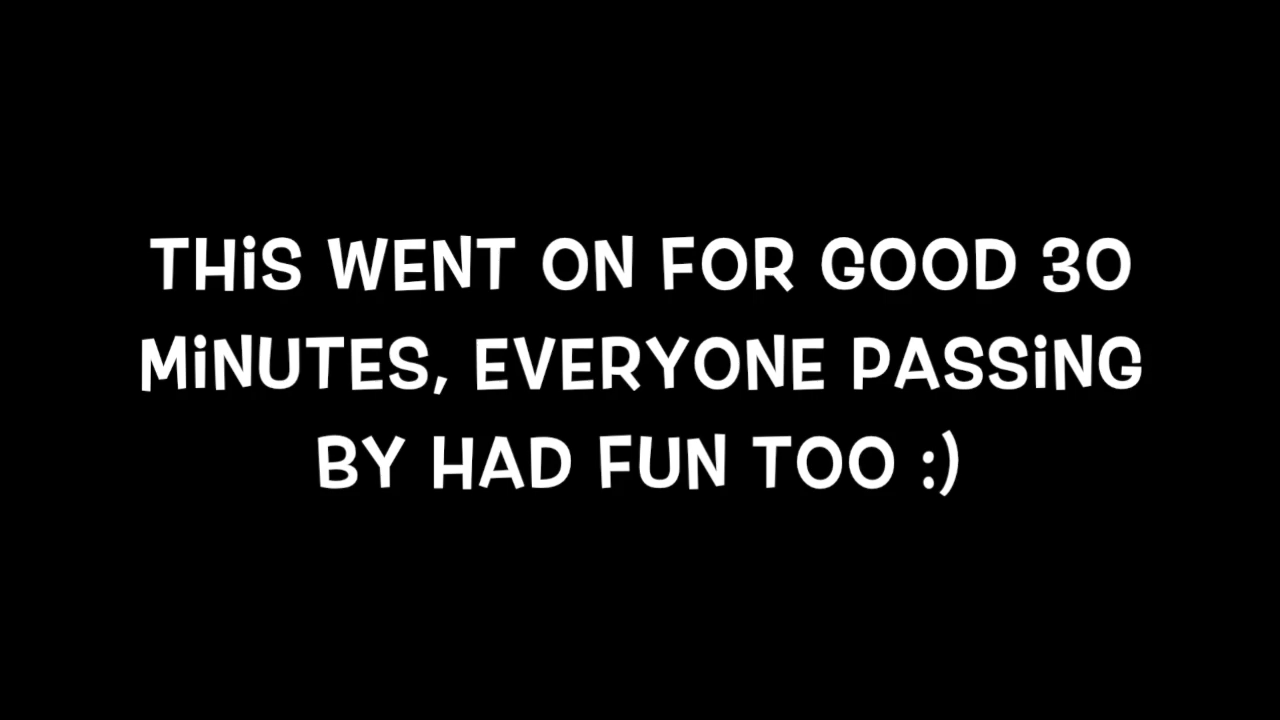 THiS WENT ON FOR GOOD 30
MiNUTES, EVERYONE PASSiNG
BY HAD FUN TOO :)